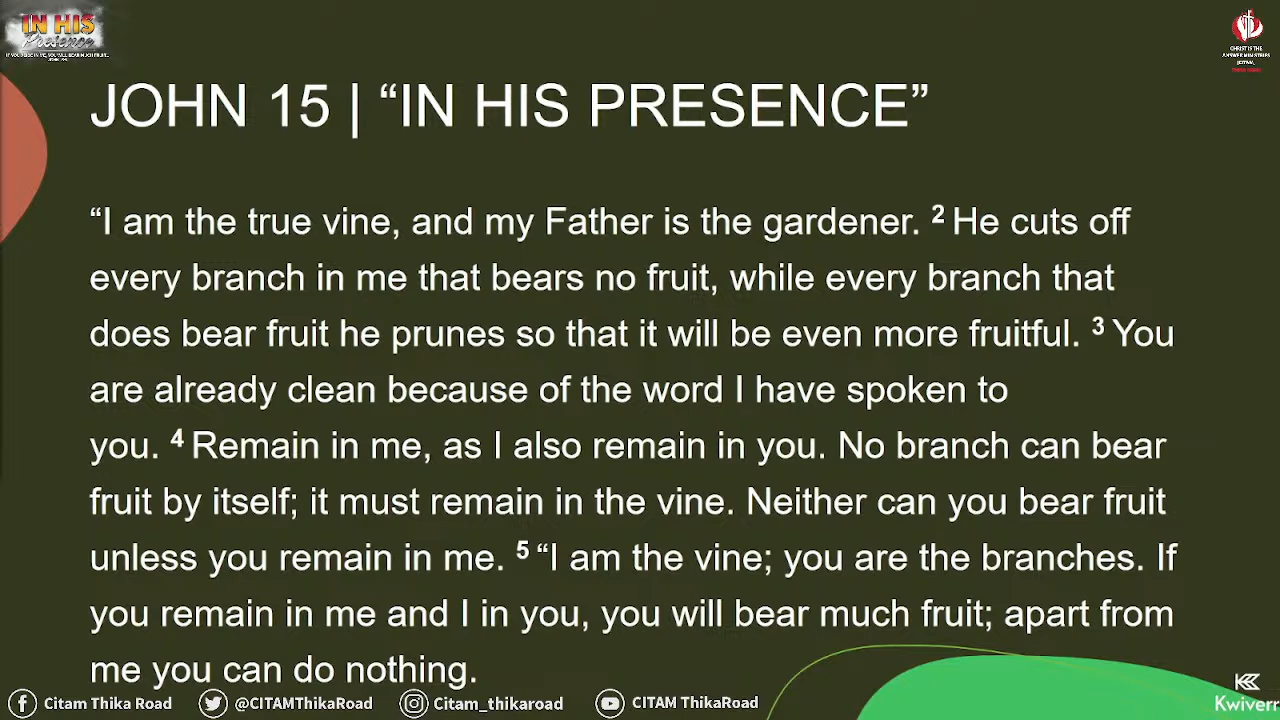 IN HIS
Presence
CHRIST IS THE
ANSWER MINISTRIES
(CITAM)
JOHN 15 | “IN HIS PRESENCE”
“I am the true vine, and my Father is the gardener. 2 He cuts off
every branch in me that bears no fruit, while every branch that
does bear fruit he prunes so that it will be even more fruitful. 3 You
are already clean because of the word I have spoken to
you. 4 Remain in me, as I also remain in you. No branch can bear
fruit by itself; it must remain in the vine. Neither can you bear fruit
unless you remain in me. 5 “I am the vine; you are the branches. If
you remain in me and I in you, you will bear much fruit; apart from
me you can do nothing.
Citam Thika Road
@CITAMThikaRoad
Citam_thikaroad
CITAM ThikaRoad
Kwiverr